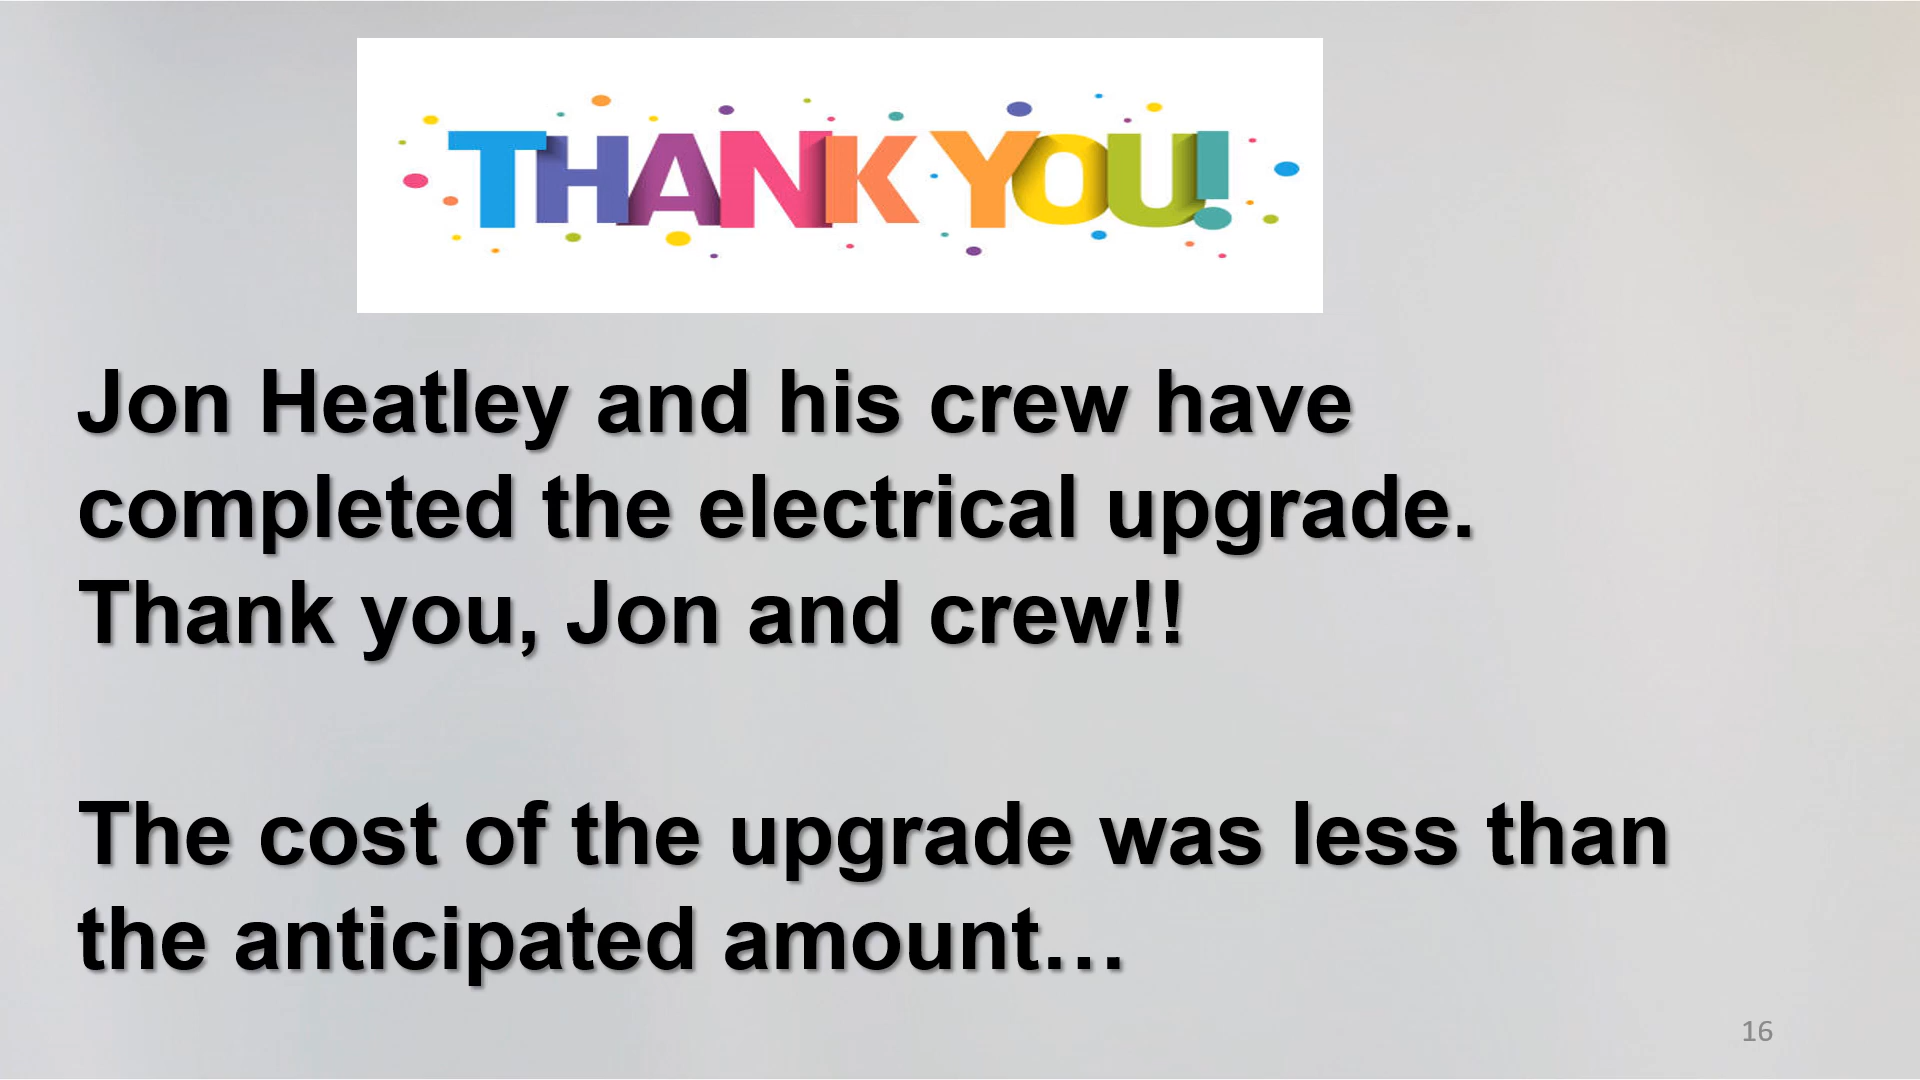 THANK YOU!
Jon Heatley and his crew have
completed the electrical upgrade.
Thank you, Jon and crew!!
The cost of the upgrade was less than
the anticipated amount…
16